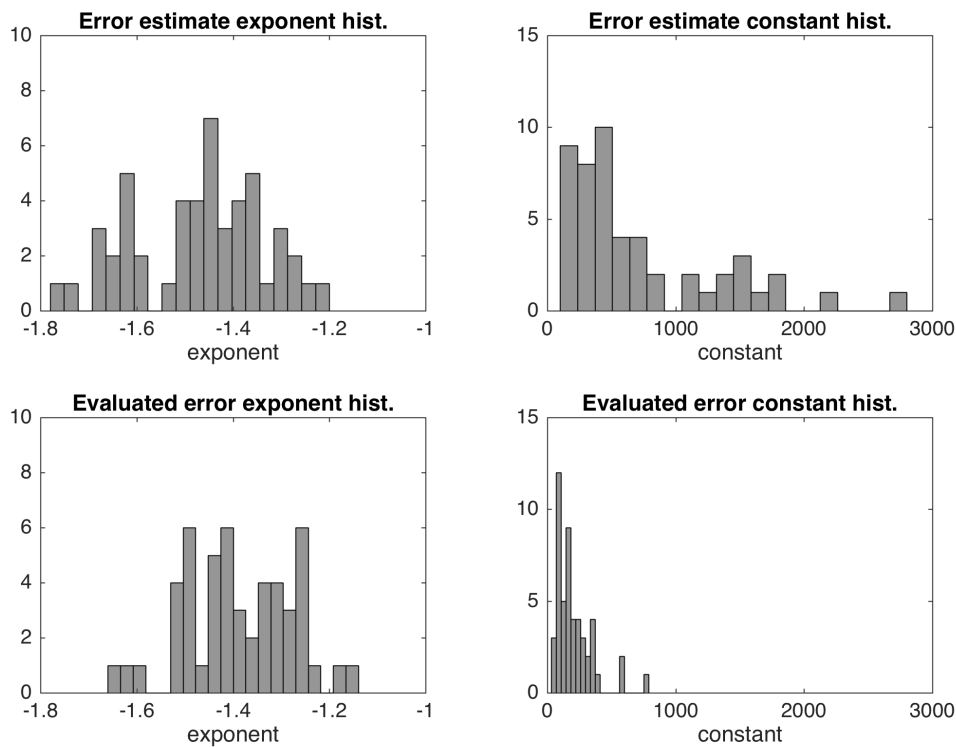 Error estimate exponent hist.
10
8
6
4
2
0
-1.8 -1.6 -1.4 -1.2 -1
exponent
Error estimate constant hist.
15
10
5
0
0 1000 2000 3000
constant
Evaluated error exponent hist.
10
8
6
4
2
0
-1.8 -1.6 -1.4 -1.2 -1
exponent
Evaluated error constant hist.
15
10
5
0
0 1000 2000 3000
constant